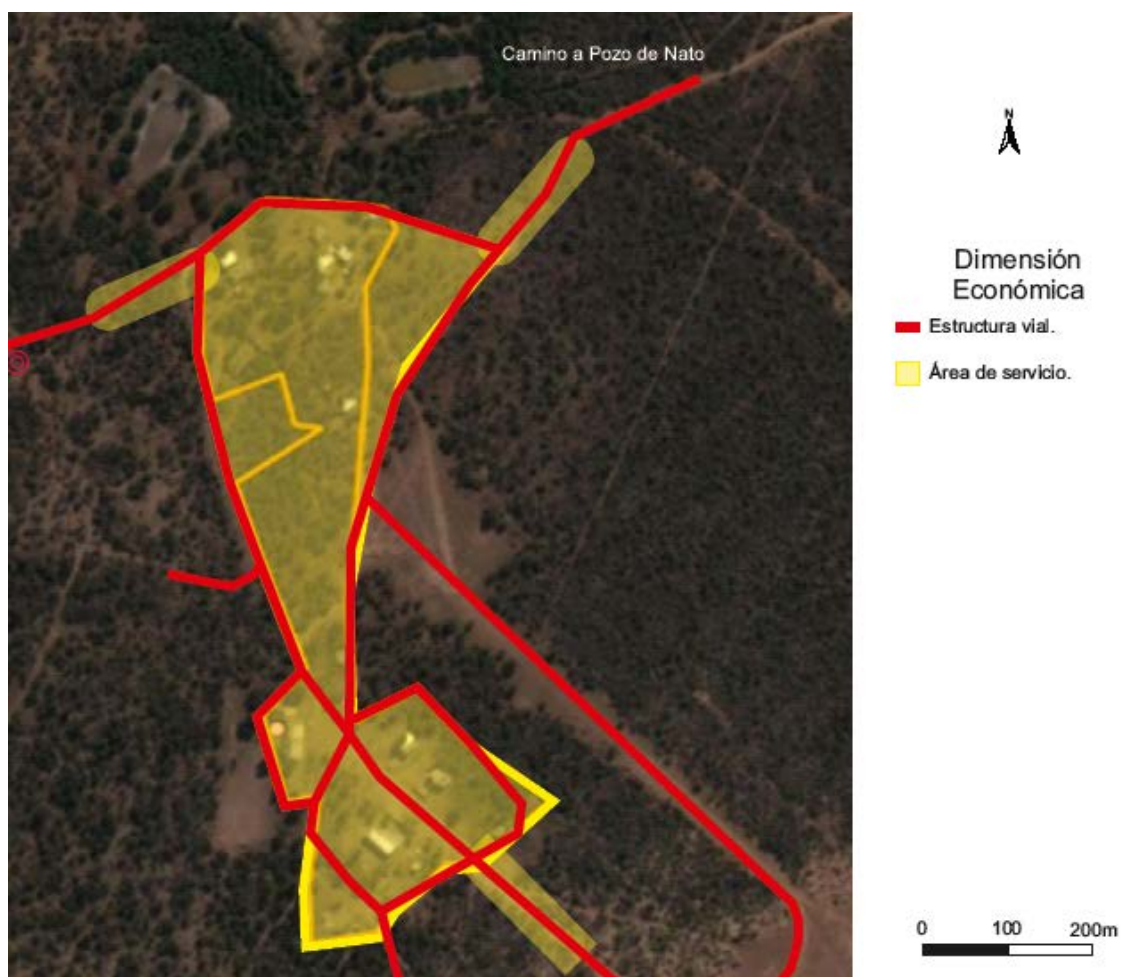 Camino a Pozo de Nato
N
Dimensión
Económica
Estructura vial.
Área de servicio.
0 100 200m